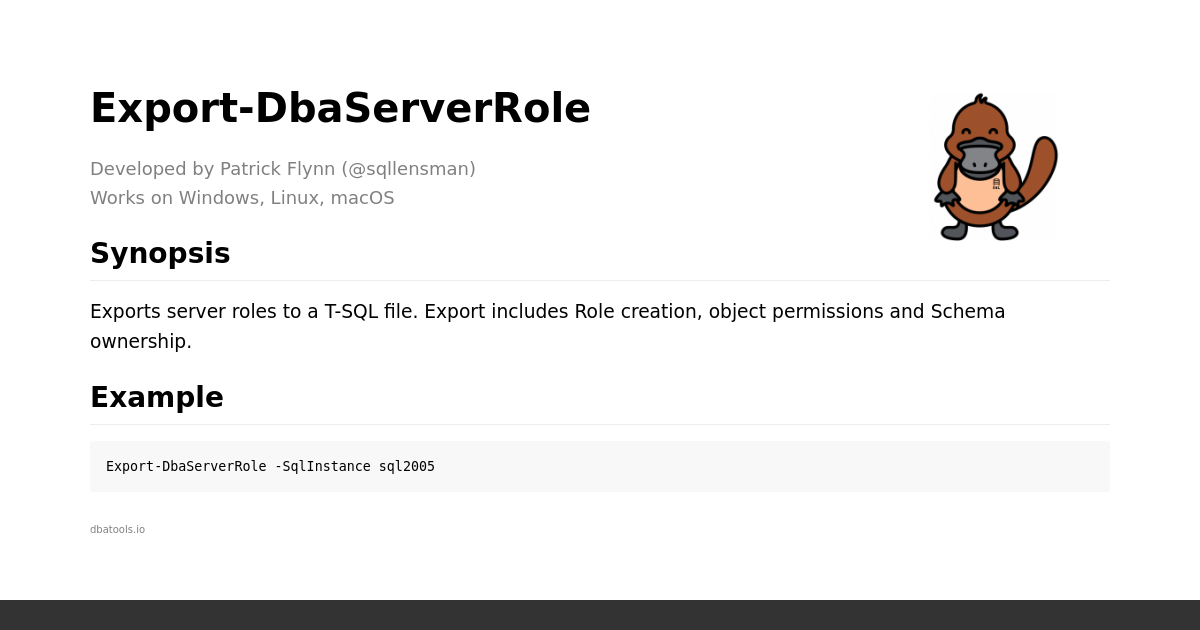 Export-DbaServerRole
Developed by Patrick Flynn (@sqllensman)
Works on Windows, Linux, macOS
Synopsis
Exports server roles to a T-SQL file. Export includes Role creation, object permissions and Schema
ownership.
Example
Export-DbaServerRole -SqlInstance sql2005
dbatools.io